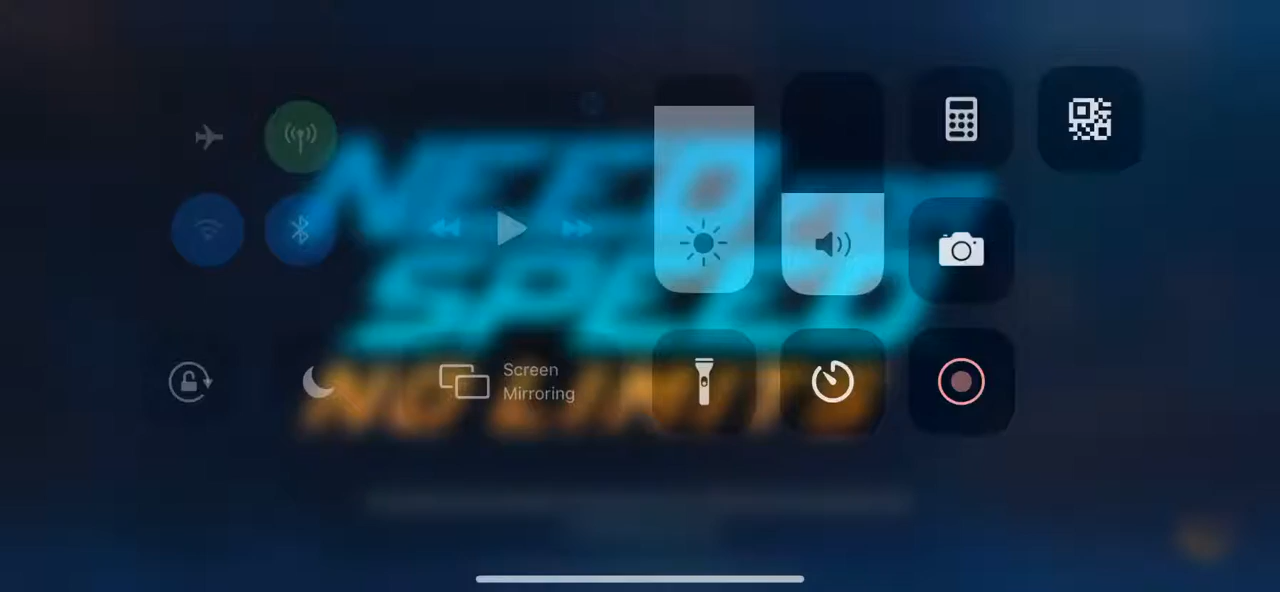 NEED FOR
SPEED
NO LIMITS
Screen
Mirroring